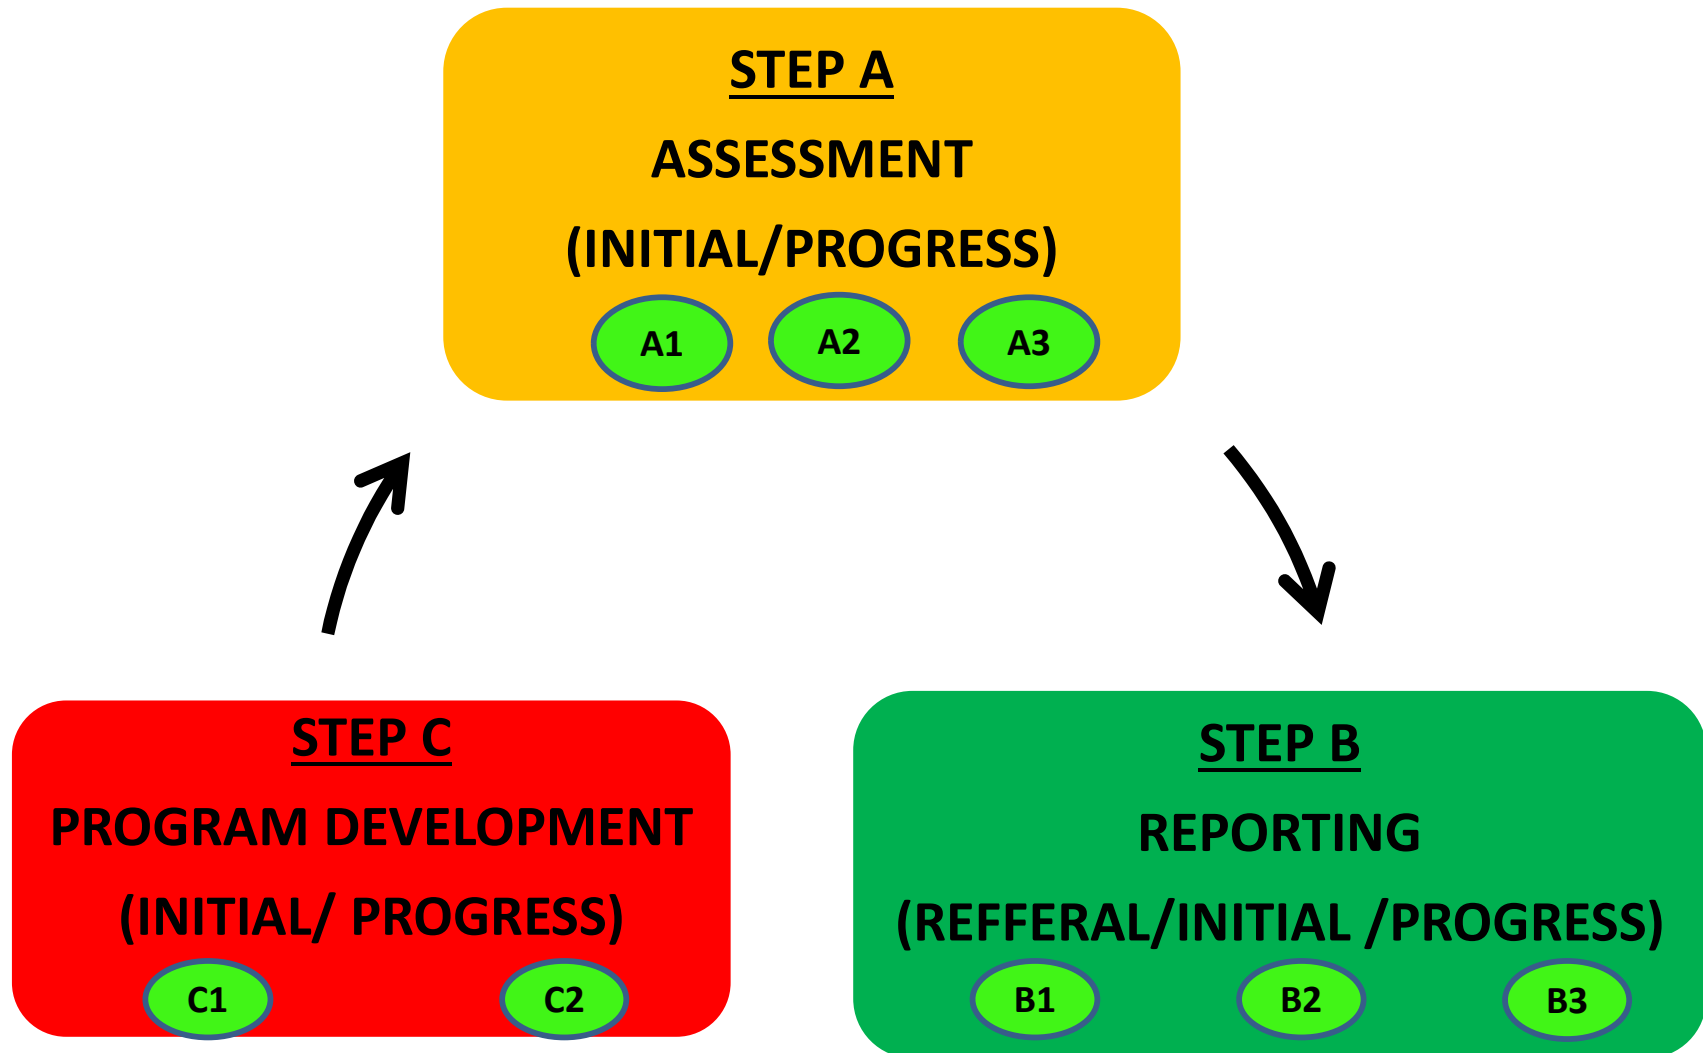 STEP A
ASSESSMENT
(INITIAL/PROGRESS)
A1 A2 A3
STEP C
PROGRAM DEVELOPMENT
(INITIAL/ PROGRESS)
C1 C2
STEP B
REPORTING
(REFFERAL/INITIAL /PROGRESS)
B1 B2 B3